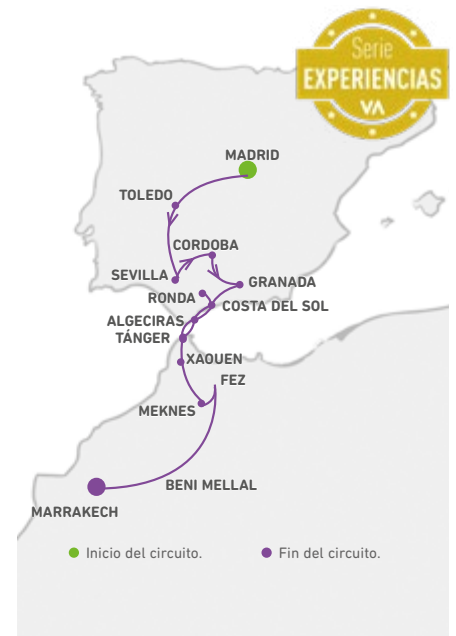 Serie
EXPERIENCIAS
VA
MADRID
TOLEDO
CORDOBA
SEVILLA
GRANADA
RONDA
COSTA DEL SOL
ALGECIRAS
TÁNGER
XAOUEN
FEZ
MEKNES
BENI MELLAL
MARRAKECH
Inicio del circuito.
Fin del circuito.